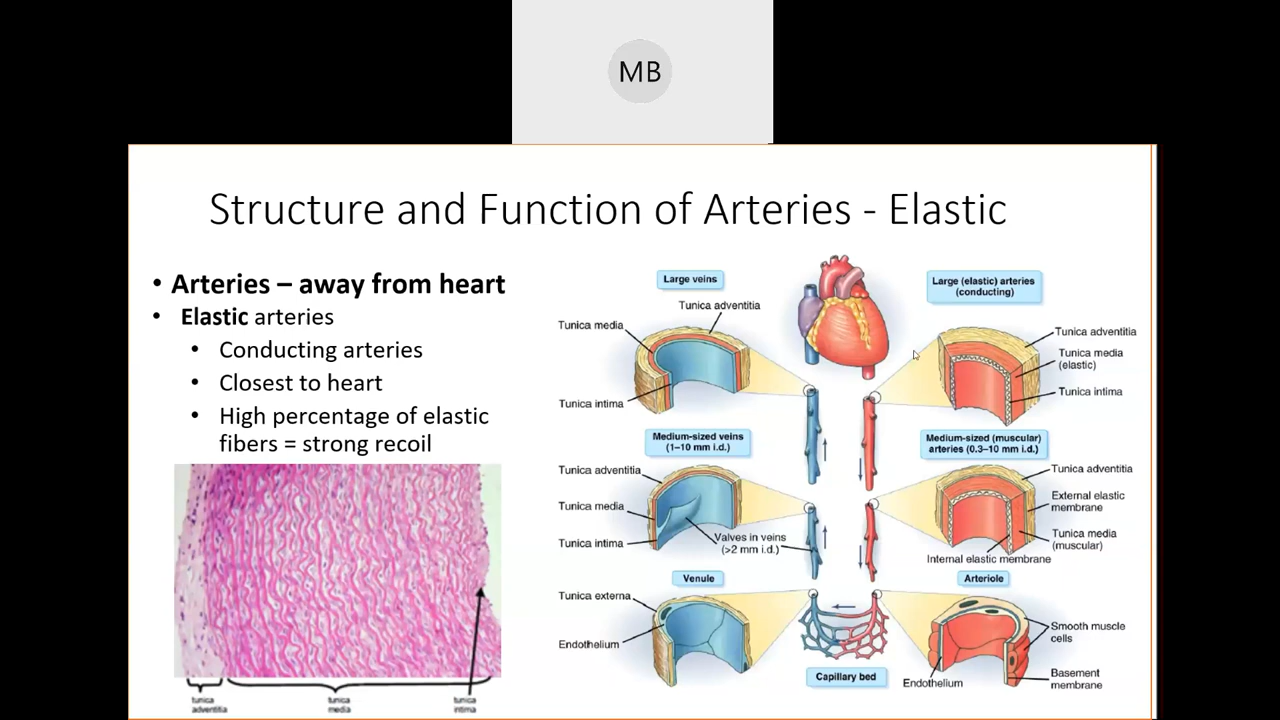 MB
Structure and Function of Arteries - Elastic
• Arteries – away from heart
• Elastic arteries
• Conducting arteries
• Closest to heart
• High percentage of elastic
fibers = strong recoil
tunica
adventitia
tunica
media
tunica
intima
Large veins
Tunica adventitia
Tunica media
Tunica intima
Large (elastic) arteries
(conducting)
Tunica adventitia
Tunica media
(elastic)
Tunica intima
Medium-sized veins
(1–10 mm i.d.)
Tunica adventitia
Tunica media
Tunica intima
Valves in veins
(>2 mm i.d.)
Medium-sized (muscular)
arteries (0.3–10 mm i.d.)
Tunica adventitia
External elastic
membrane
Tunica media
(muscular)
Internal elastic membrane
Venule
Tunica externa
Endothelium
Capillary bed
Arteriole
Smooth muscle
cells
Basement
membrane
Endothelium